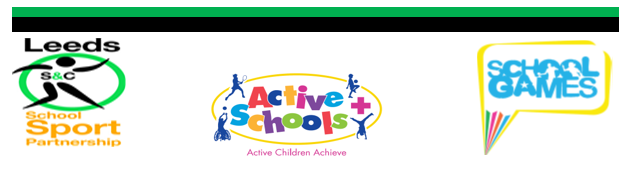 Leeds
S&C
School
Sport
Partnership
Active +
Schools
Active Children Achieve
SCHOOL
GAMES